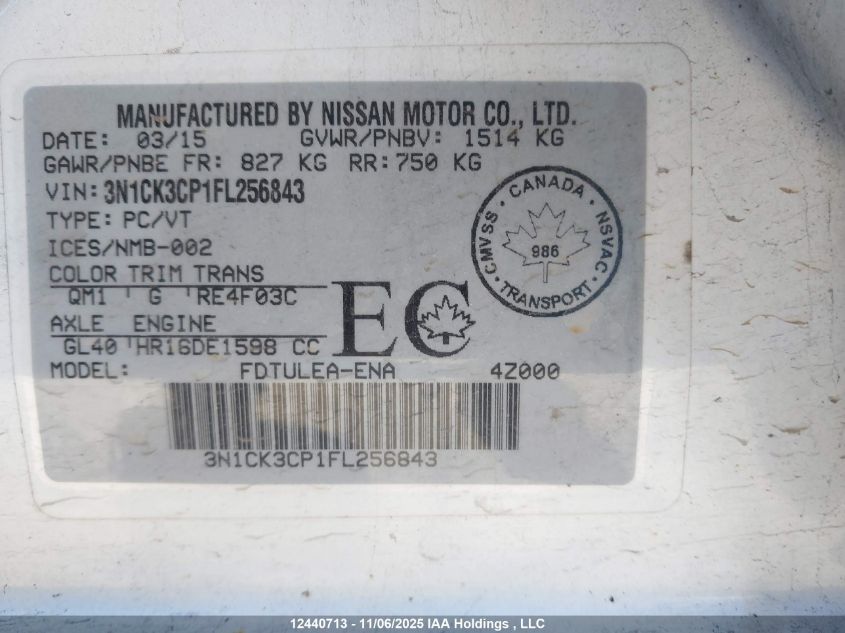 MANUFACTURED BY NISSAN MOTOR CO., LTD.
DATE: 03/15 GVWR/PNBV: 1514 KG
GAWR/PNBE FR: 827 KG RR: 750 KG
VIN: 3N1CK3CP1FL256843
TYPE: PC/VT
ICES/NMB-002
COLOR TRIM TRANS
QM1 G RE4F03C
AXLE ENGINE
GL40 HR16DE1598 CC
EC
CANADA
CMVSS NSVAC
986
TRANSPORT
MODEL: FDTULEA-ENA 4Z000
3N1CK3CP1FL256843
12440713 - 11/06/2025 IAA Holdings , LLC